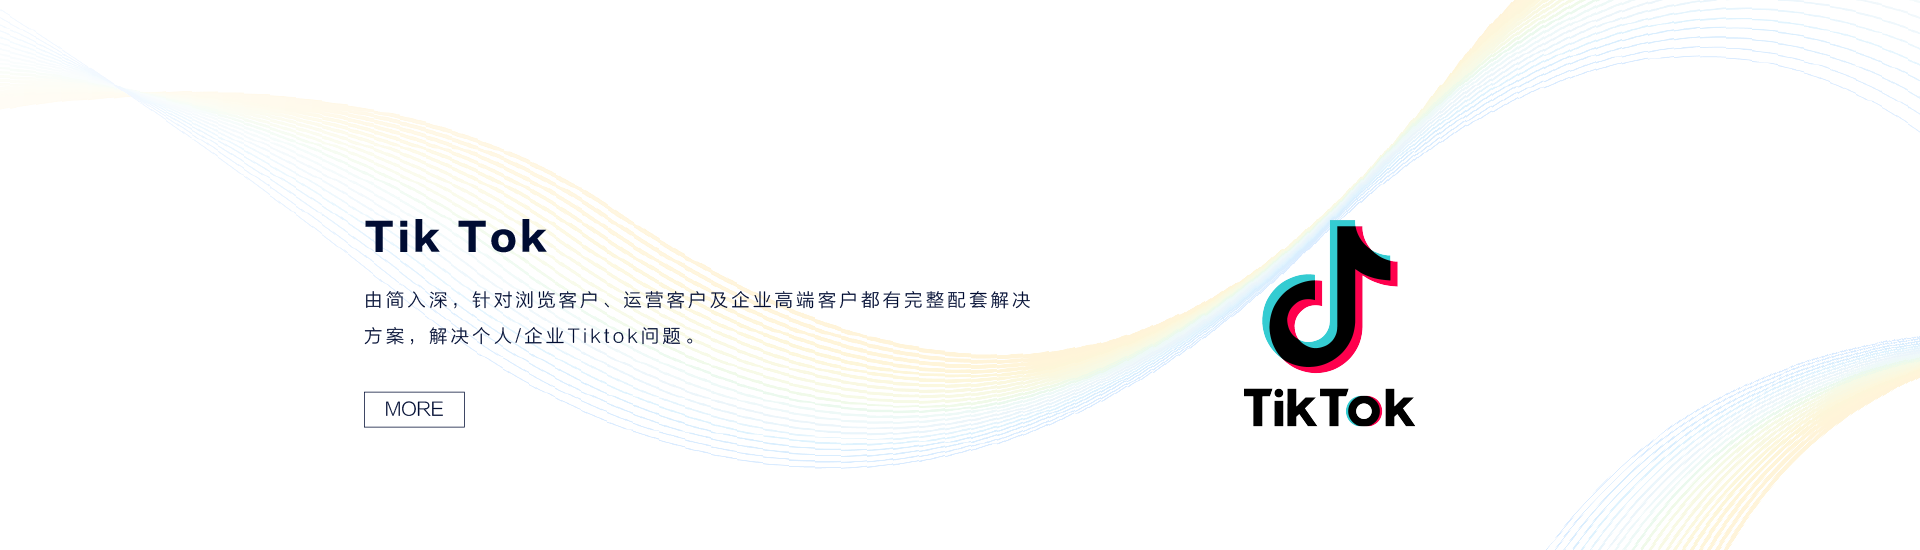 Tik Tok
由简入深，针对浏览客户、运营客户及企业高端客户都有完整配套解决
方案，解决个人/企业Tiktok问题。
MORE
TikTok